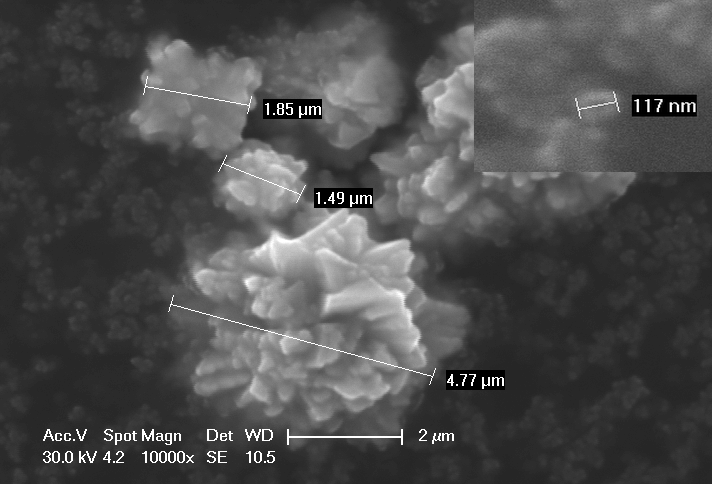 117 nm
1.85 µm
1.49 µm
4.77 µm
Acc.V Spot Magn Det WD 2 µm
30.0 kV 4.2 10000x SE 10.5